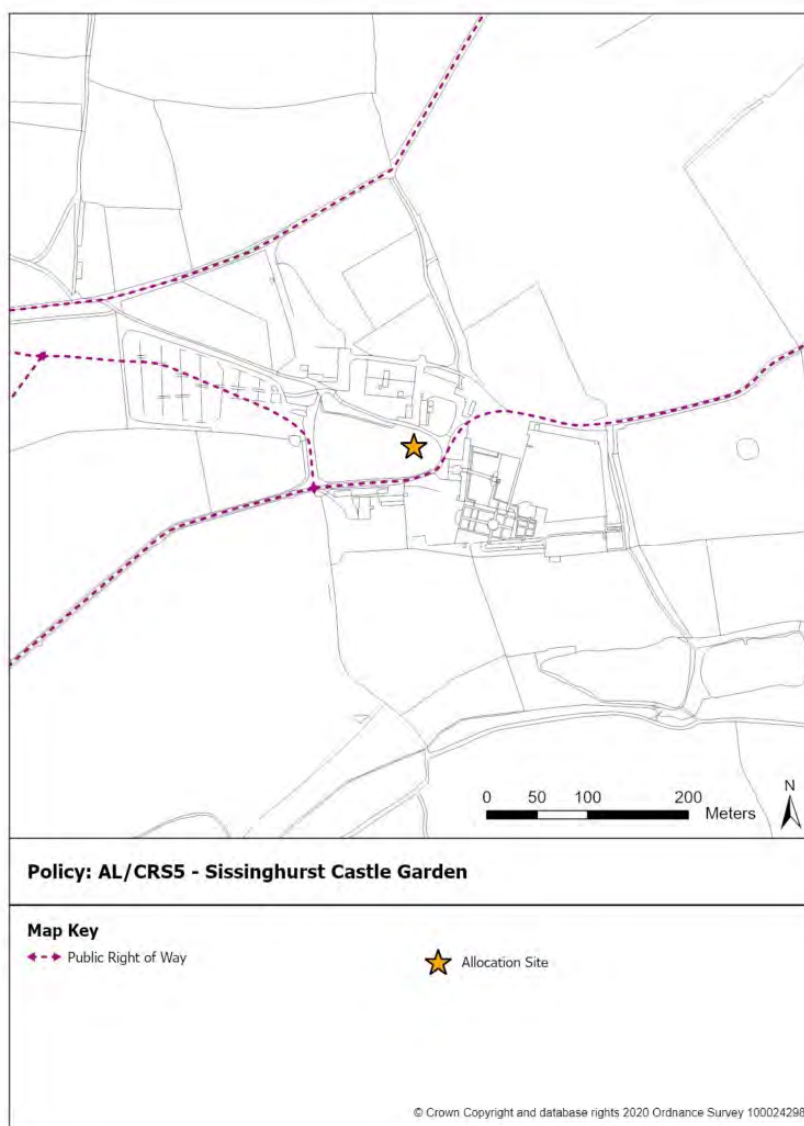 N
0 50 100 200
Meters
Policy: AL/CRS5 - Sissinghurst Castle Garden
Map Key
Public Right of Way
Allocation Site
© Crown Copyright and database rights 2020 Ordnance Survey 100024298